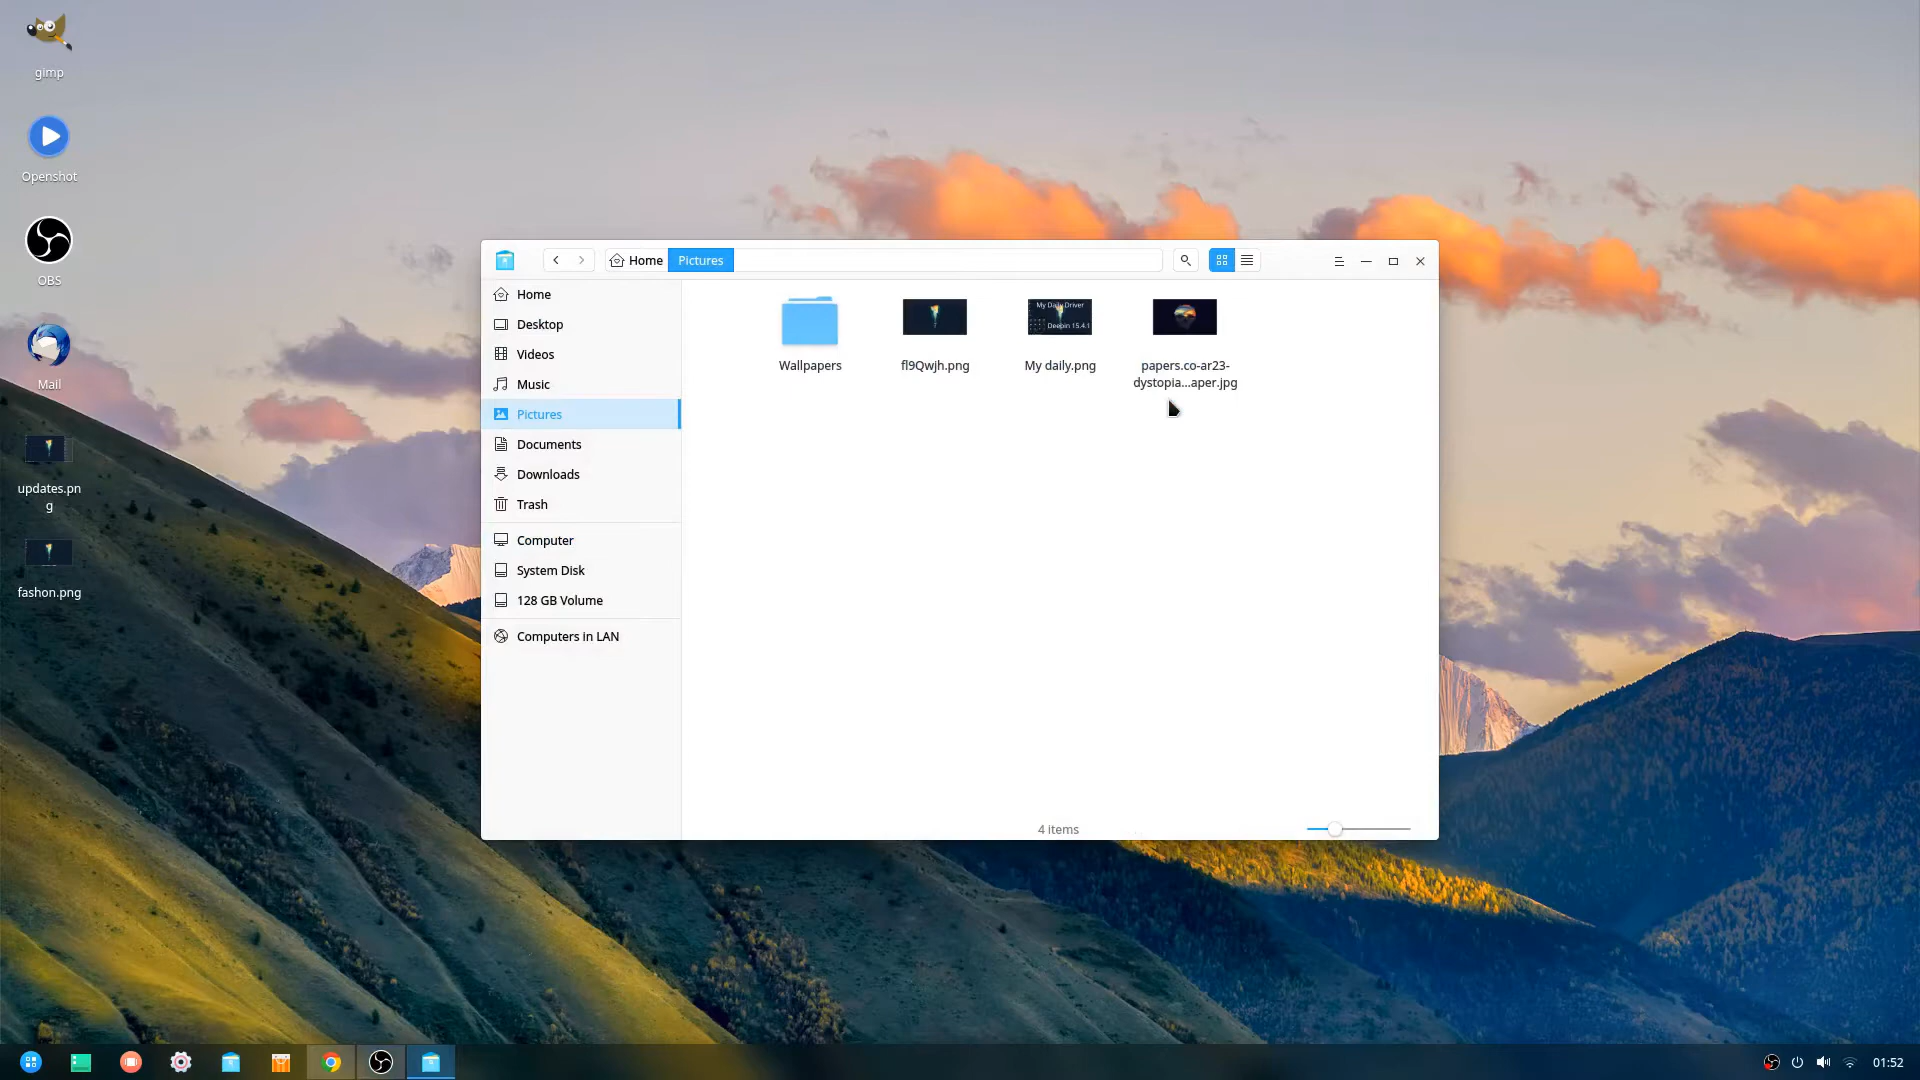 gimp
Openshot
OBS
Mail
updates.pn
g
fashon.png
Home
Pictures
Home
Desktop
Videos
Music
Pictures
Documents
Downloads
Trash
Computer
System Disk
128 GB Volume
Computers in LAN
My Daily Driver
Deepin 15.4.1
Wallpapers
fl9Qwjh.png
My daily.png
papers.co-ar23-
dystopia...aper.jpg
4 items
01:52